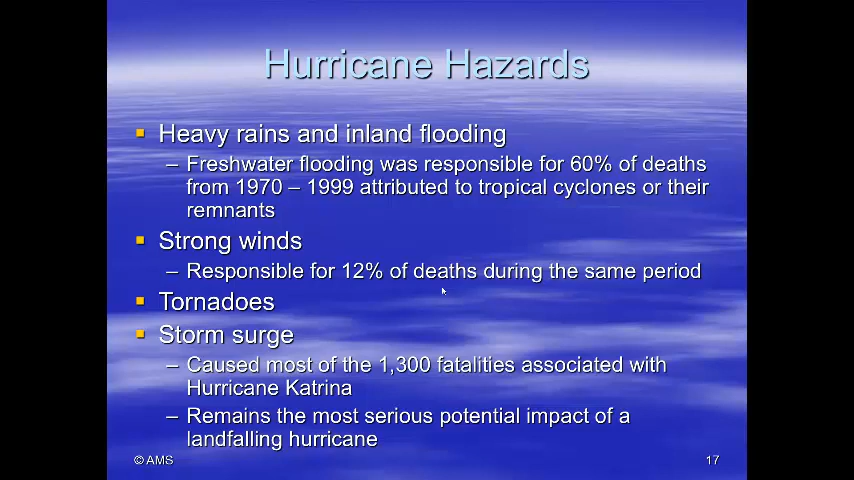 Hurricane Hazards
▪ Heavy rains and inland flooding
– Freshwater flooding was responsible for 60% of deaths
from 1970 – 1999 attributed to tropical cyclones or their
remnants
▪ Strong winds
– Responsible for 12% of deaths during the same period
▪ Tornadoes
▪ Storm surge
– Caused most of the 1,300 fatalities associated with
Hurricane Katrina
– Remains the most serious potential impact of a
landfalling hurricane
© AMS
17